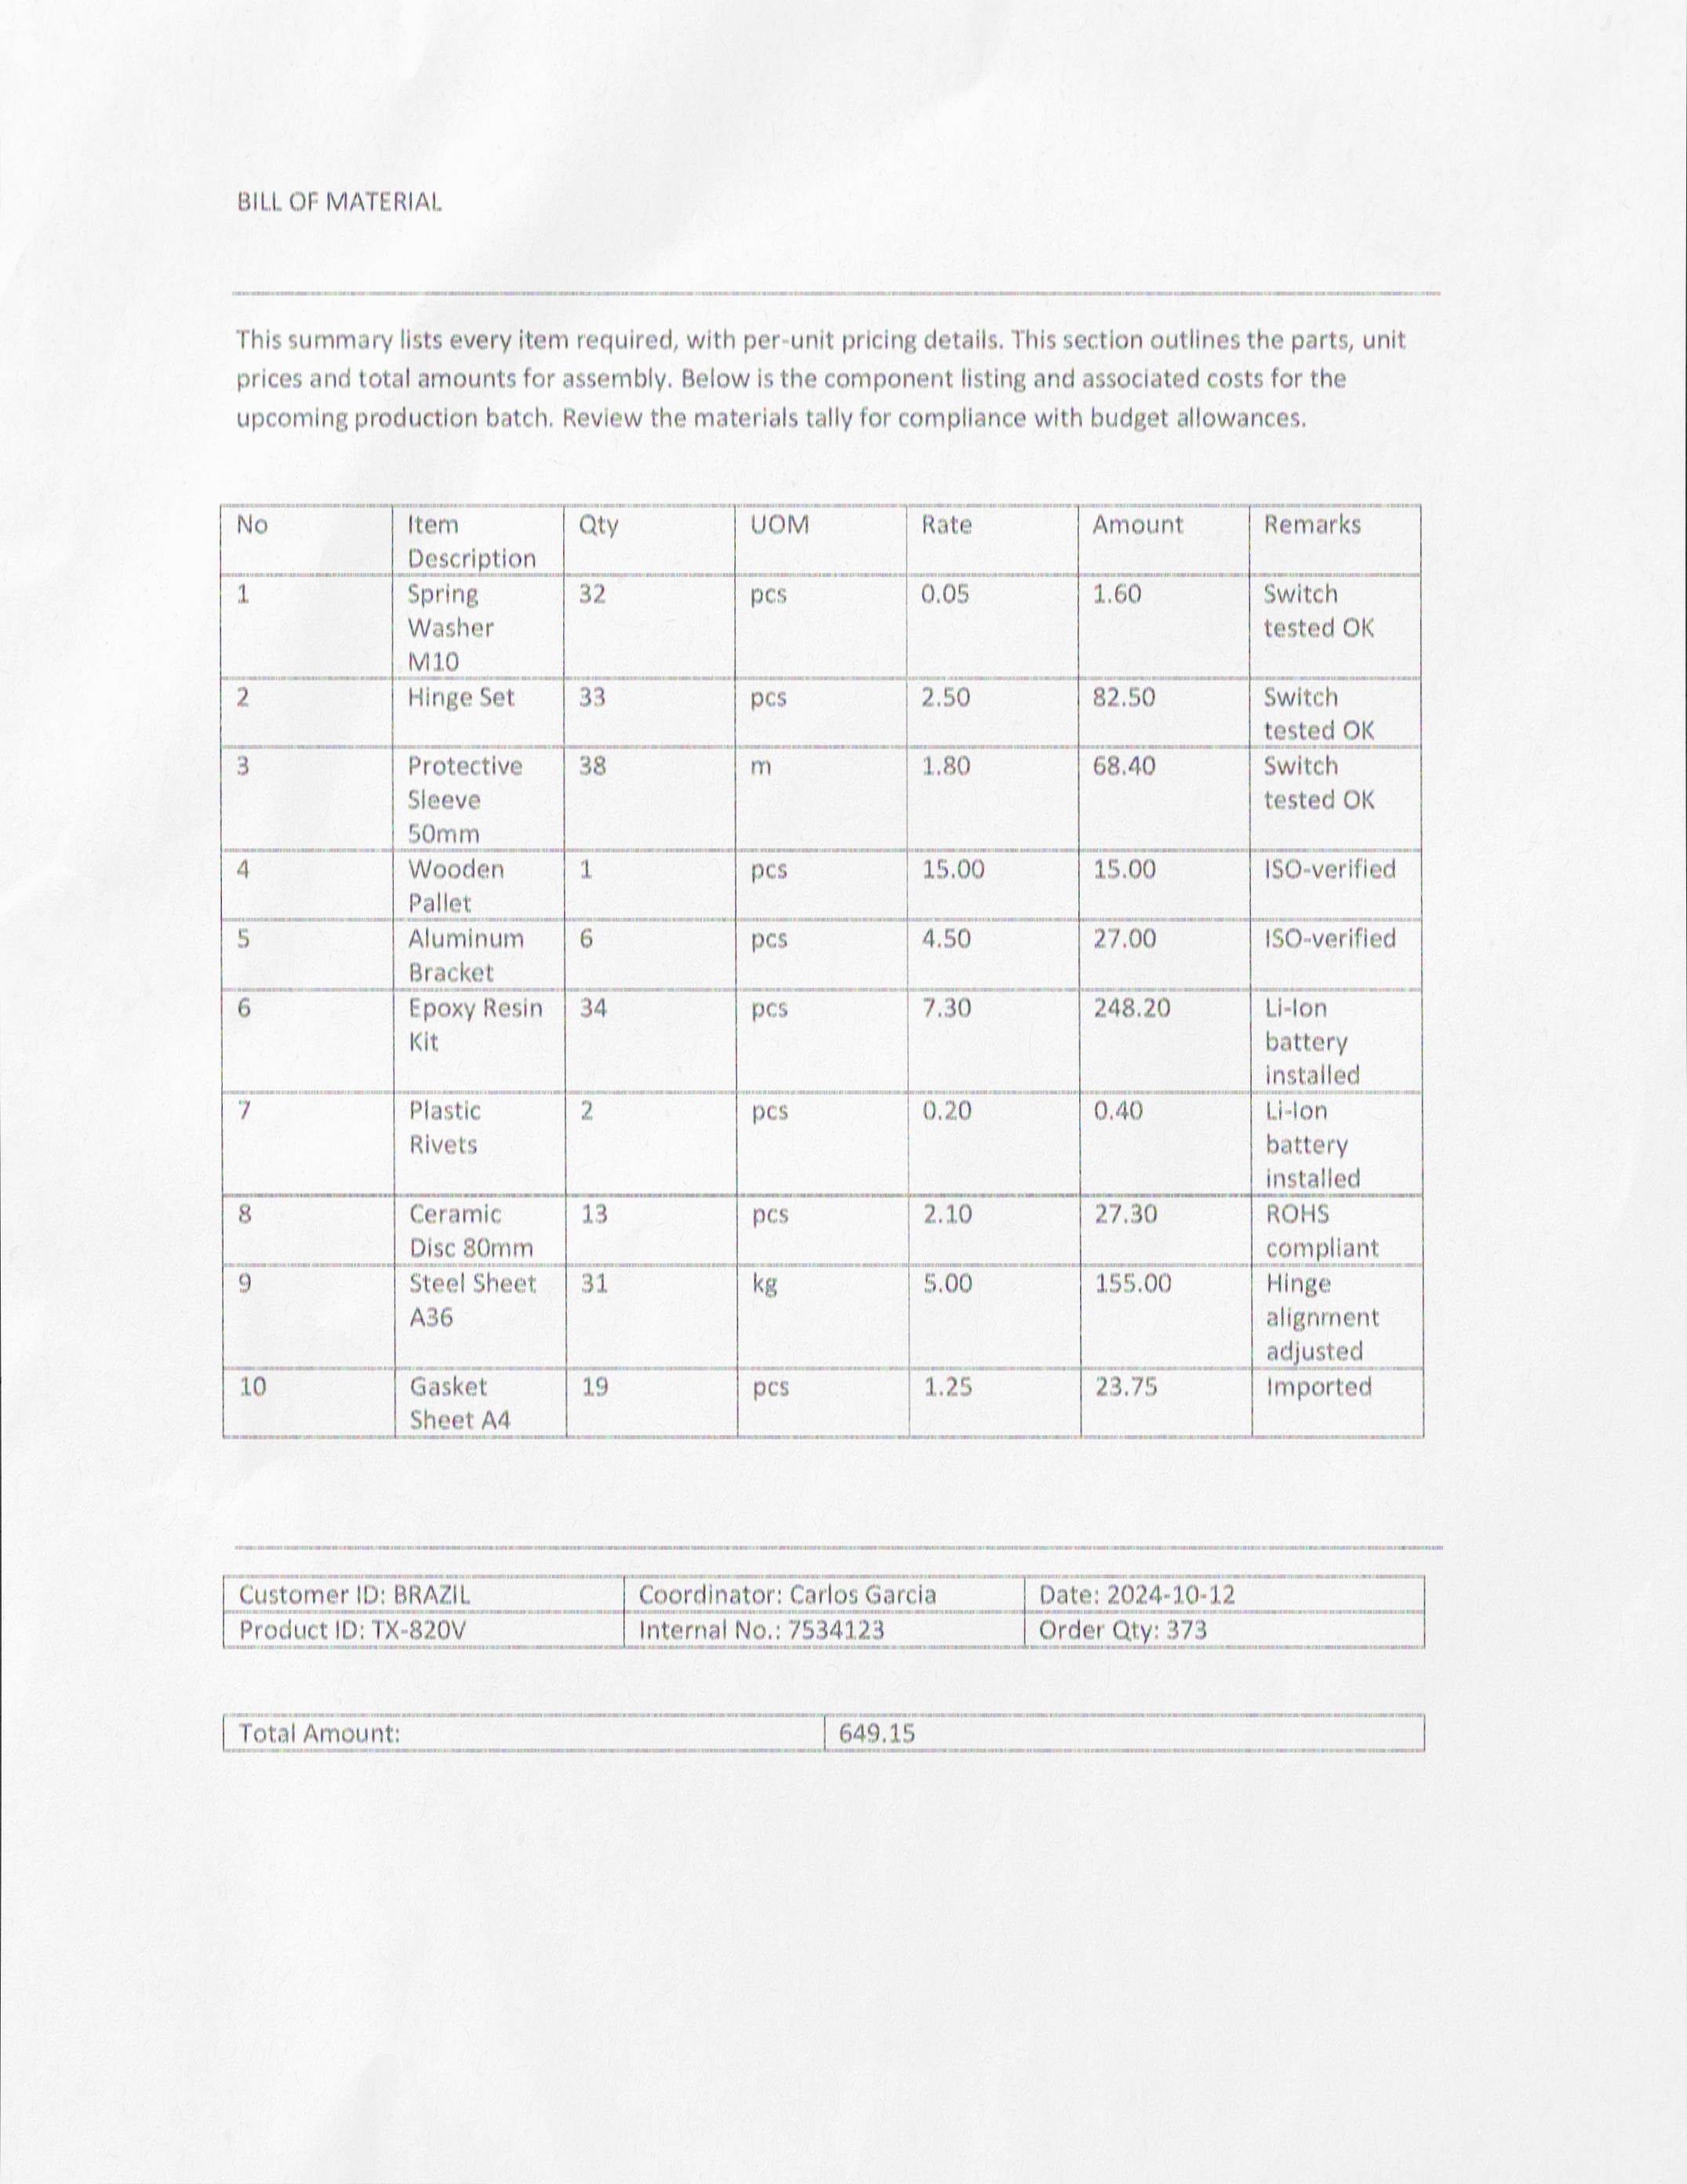 BILL OF MATERIAL
This summary lists every item required, with per-unit pricing details. This section outlines the parts, unit
prices and total amounts for assembly. Below is the component listing and associated costs for the
upcoming production batch. Review the materials tally for compliance with budget allowances.
No Item Description Qty UOM Rate Amount Remarks
1 Spring Washer M10 32 pcs 0.05 1.60 Switch tested OK
2 Hinge Set 33 pcs 2.50 82.50 Switch tested OK
3 Protective Sleeve 50mm 38 m 1.80 68.40 Switch tested OK
4 Wooden Pallet 1 pcs 15.00 15.00 ISO-verified
5 Aluminum Bracket 6 pcs 4.50 27.00 ISO-verified
6 Epoxy Resin Kit 34 pcs 7.30 248.20 Li-Ion battery installed
7 Plastic Rivets 2 pcs 0.20 0.40 Li-Ion battery installed
8 Ceramic Disc 80mm 13 pcs 2.10 27.30 ROHS compliant
9 Steel Sheet A36 31 kg 5.00 155.00 Hinge alignment adjusted
10 Gasket Sheet A4 19 pcs 1.25 23.75 Imported
Customer ID: BRAZIL Coordinator: Carlos Garcia Date: 2024-10-12
Product ID: TX-820V Internal No.: 7534123 Order Qty: 373
Total Amount: 649.15